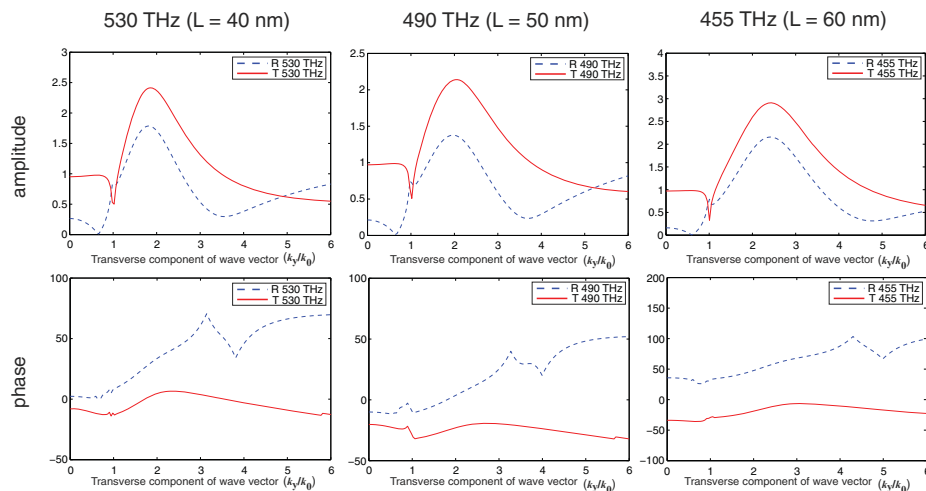 530 THz (L = 40 nm)
490 THz (L = 50 nm)
455 THz (L = 60 nm)
amplitude
3
2.5
2
1.5
1
0.5
0
0 1 2 3 4 5 6
R 530 THz
T 530 THz
Transverse component of wave vector (ky/k0)
2.5
2
1.5
1
0.5
0
0 1 2 3 4 5 6
R 490 THz
T 490 THz
Transverse component of wave vector (ky/k0)
4
3.5
3
2.5
2
1.5
1
0.5
0
0 1 2 3 4 5 6
R 455 THz
T 455 THz
Transverse component of wave vector (ky/k0)
phase
100
50
0
−50
0 1 2 3 4 5 6
R 530 THz
T 530 THz
Transverse component of wave vector (ky/k0)
100
50
0
−50
0 1 2 3 4 5 6
R 490 THz
T 490 THz
Transverse component of wave vector (ky/k0)
200
150
100
50
0
−50
−100
0 1 2 3 4 5 6
R 455 THz
T 455 THz
Transverse component of wave vector (ky/k0)